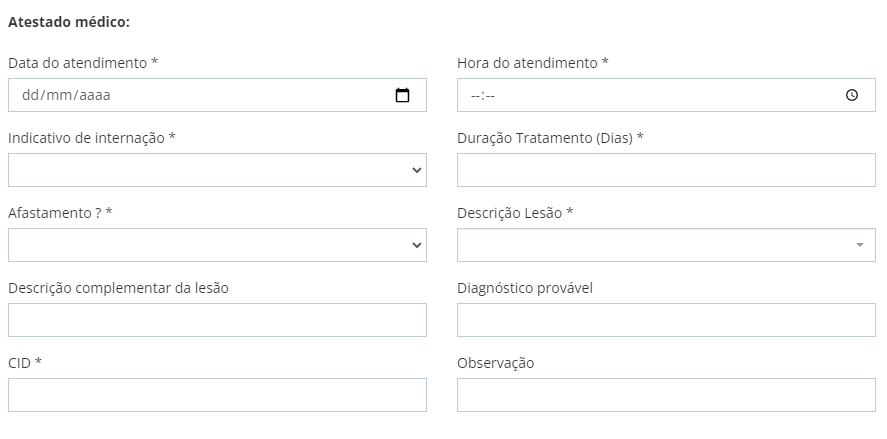 Atestado médico:
Data do atendimento *
Hora do atendimento *
dd/mm/aaaa
--:--
Indicativo de internação *
Duração Tratamento (Dias) *
Afastamento ? *
Descrição Lesão *
Descrição complementar da lesão
Diagnóstico provável
CID *
Observação